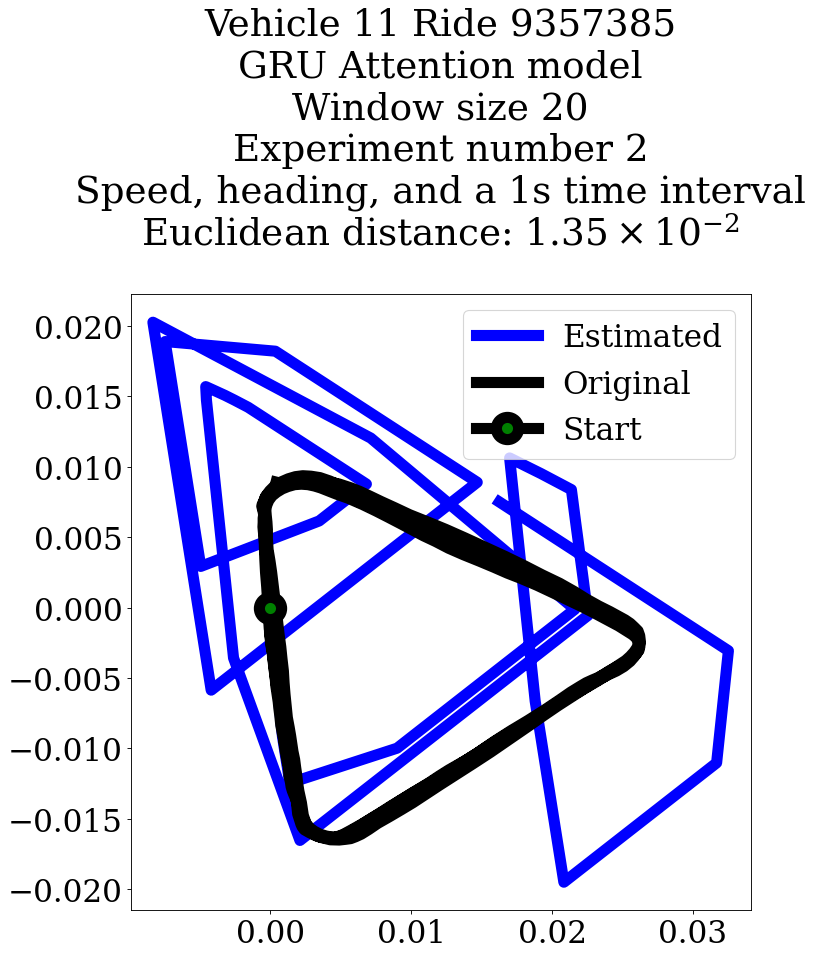 Vehicle 11 Ride 9357385
GRU Attention model
Window size 20
Experiment number 2
Speed, heading, and a 1s time interval
Euclidean distance: 1.35 × 10⁻²
Estimated
Original
Start
0.020
0.015
0.010
0.005
0.000
−0.005
−0.010
−0.015
−0.020
0.00 0.01 0.02 0.03